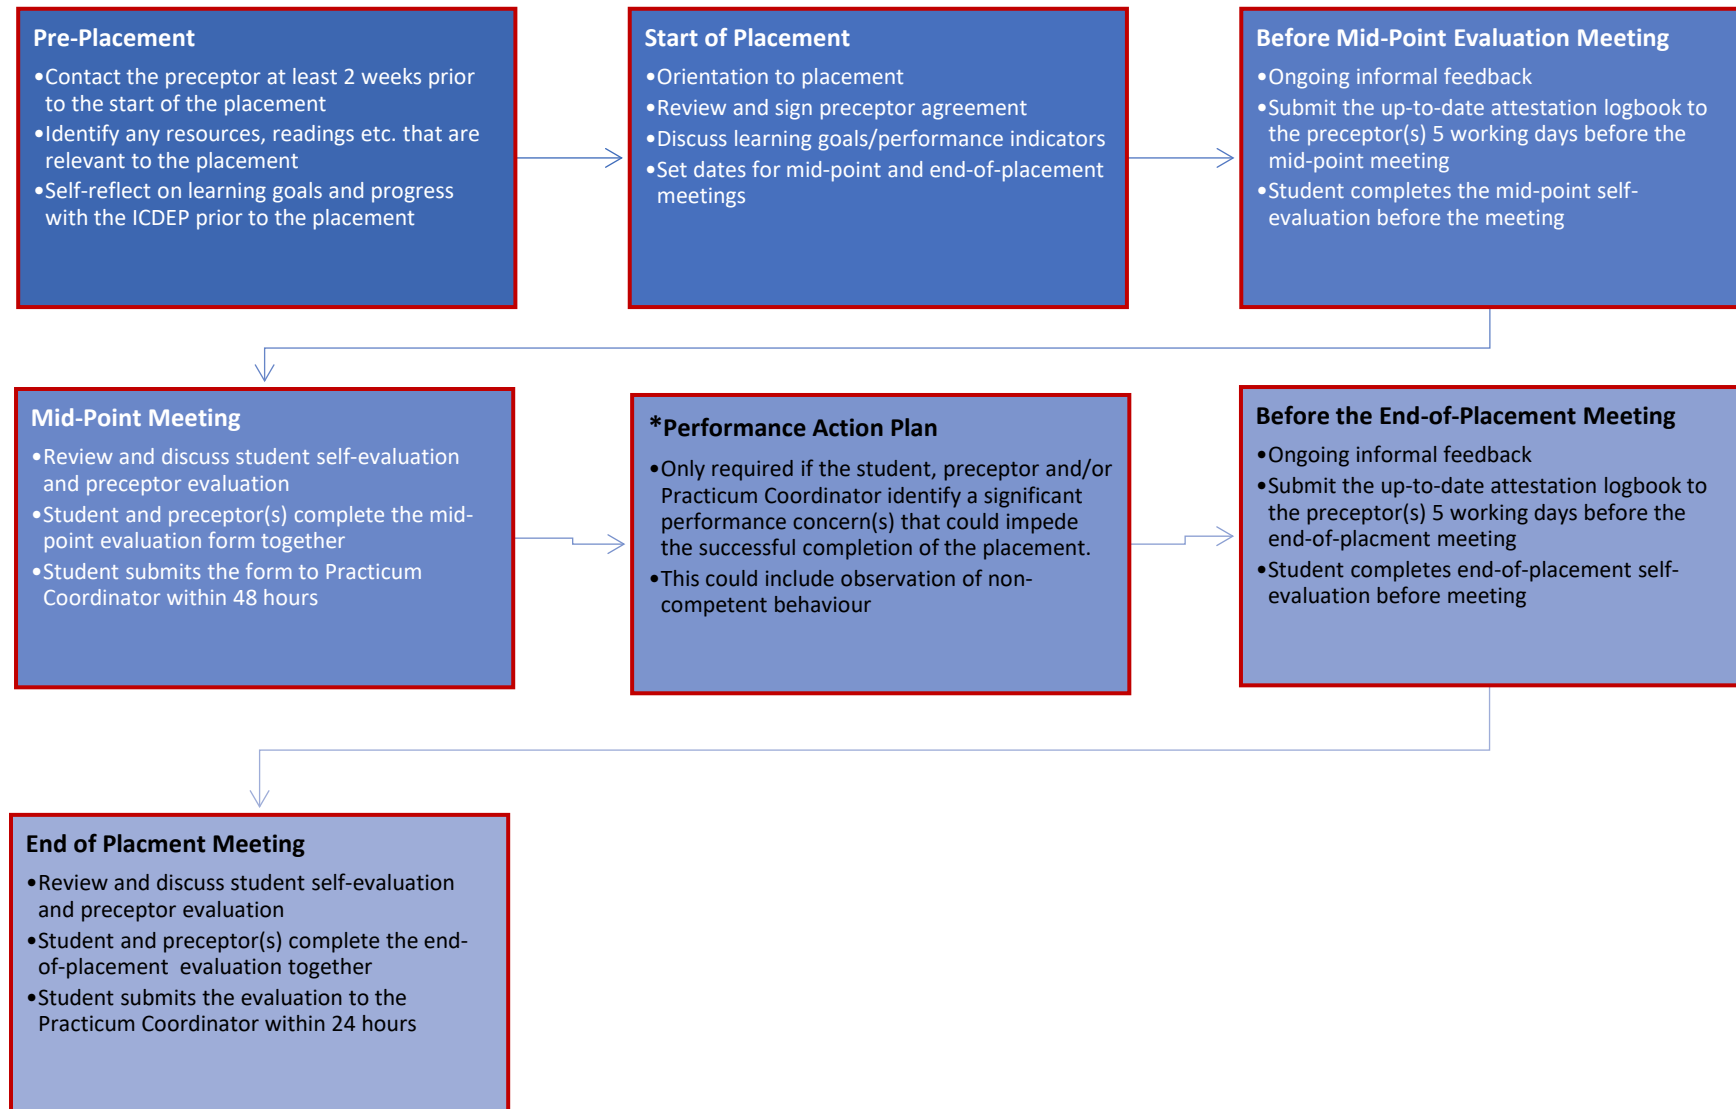 Pre-Placement
•Contact the preceptor at least 2 weeks prior
to the start of the placement
•Identify any resources, readings etc. that are
relevant to the placement
•Self-reflect on learning goals and progress
with the ICDEP prior to the placement
Start of Placement
•Orientation to placement
•Review and sign preceptor agreement
•Discuss learning goals/performance indicators
•Set dates for mid-point and end-of-placement
meetings
Before Mid-Point Evaluation Meeting
•Ongoing informal feedback
•Submit the up-to-date attestation logbook to
the preceptor(s) 5 working days before the
mid-point meeting
•Student completes the mid-point self-
evaluation before the meeting
Mid-Point Meeting
•Review and discuss student self-evaluation
and preceptor evaluation
•Student and preceptor(s) complete the mid-
point evaluation form together
•Student submits the form to Practicum
Coordinator within 48 hours
*Performance Action Plan
•Only required if the student, preceptor and/or
Practicum Coordinator identify a significant
performance concern(s) that could impede
the successful completion of the placement.
•This could include observation of non-
competent behaviour
Before the End-of-Placement Meeting
•Ongoing informal feedback
•Submit the up-to-date attestation logbook to
the preceptor(s) 5 working days before the
end-of-placment meeting
•Student completes end-of-placement self-
evaluation before meeting
End of Placment Meeting
•Review and discuss student self-evaluation
and preceptor evaluation
•Student and preceptor(s) complete the end-
of-placement  evaluation together
•Student submits the evaluation to the
Practicum Coordinator within 24 hours